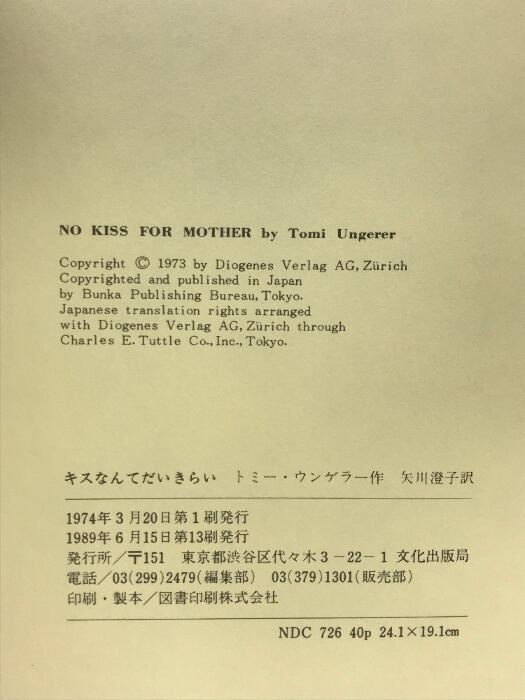 NO KISS FOR MOTHER by Tomi Ungerer
Copyright © 1973 by Diogenes Verlag AG, Zürich
Copyrighted and published in Japan
by Bunka Publishing Bureau, Tokyo.
Japanese translation rights arranged
with Diogenes Verlag AG, Zürich through
Charles E. Tuttle Co., Inc., Tokyo.
キスなんてだいきらい トミー・ウンゲラー作 矢川澄子訳
1974年3月20日第1刷発行
1989年6月15日第13刷発行
発行所/〒151 東京都渋谷区代々木3-22-1 文化出版局
電話/03(299)2479(編集部) 03(379)1301(販売部)
印刷・製本/図書印刷株式会社
NDC 726 40p 24.1×19.1cm